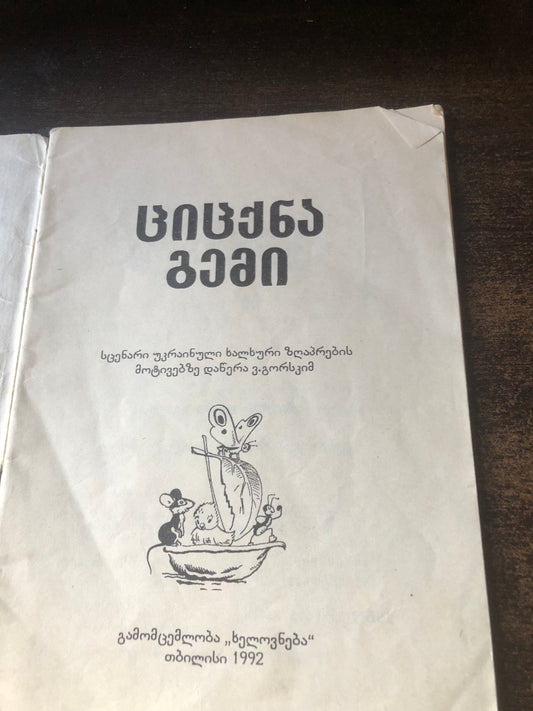 ციცქნა
გემი
სცენარი უკრაინული ხალხური ზღაპრების
მოტივებზე დაწერა ვ.გორსკიმ
გამომცემლობა „ხელოვნება“
თბილისი 1992